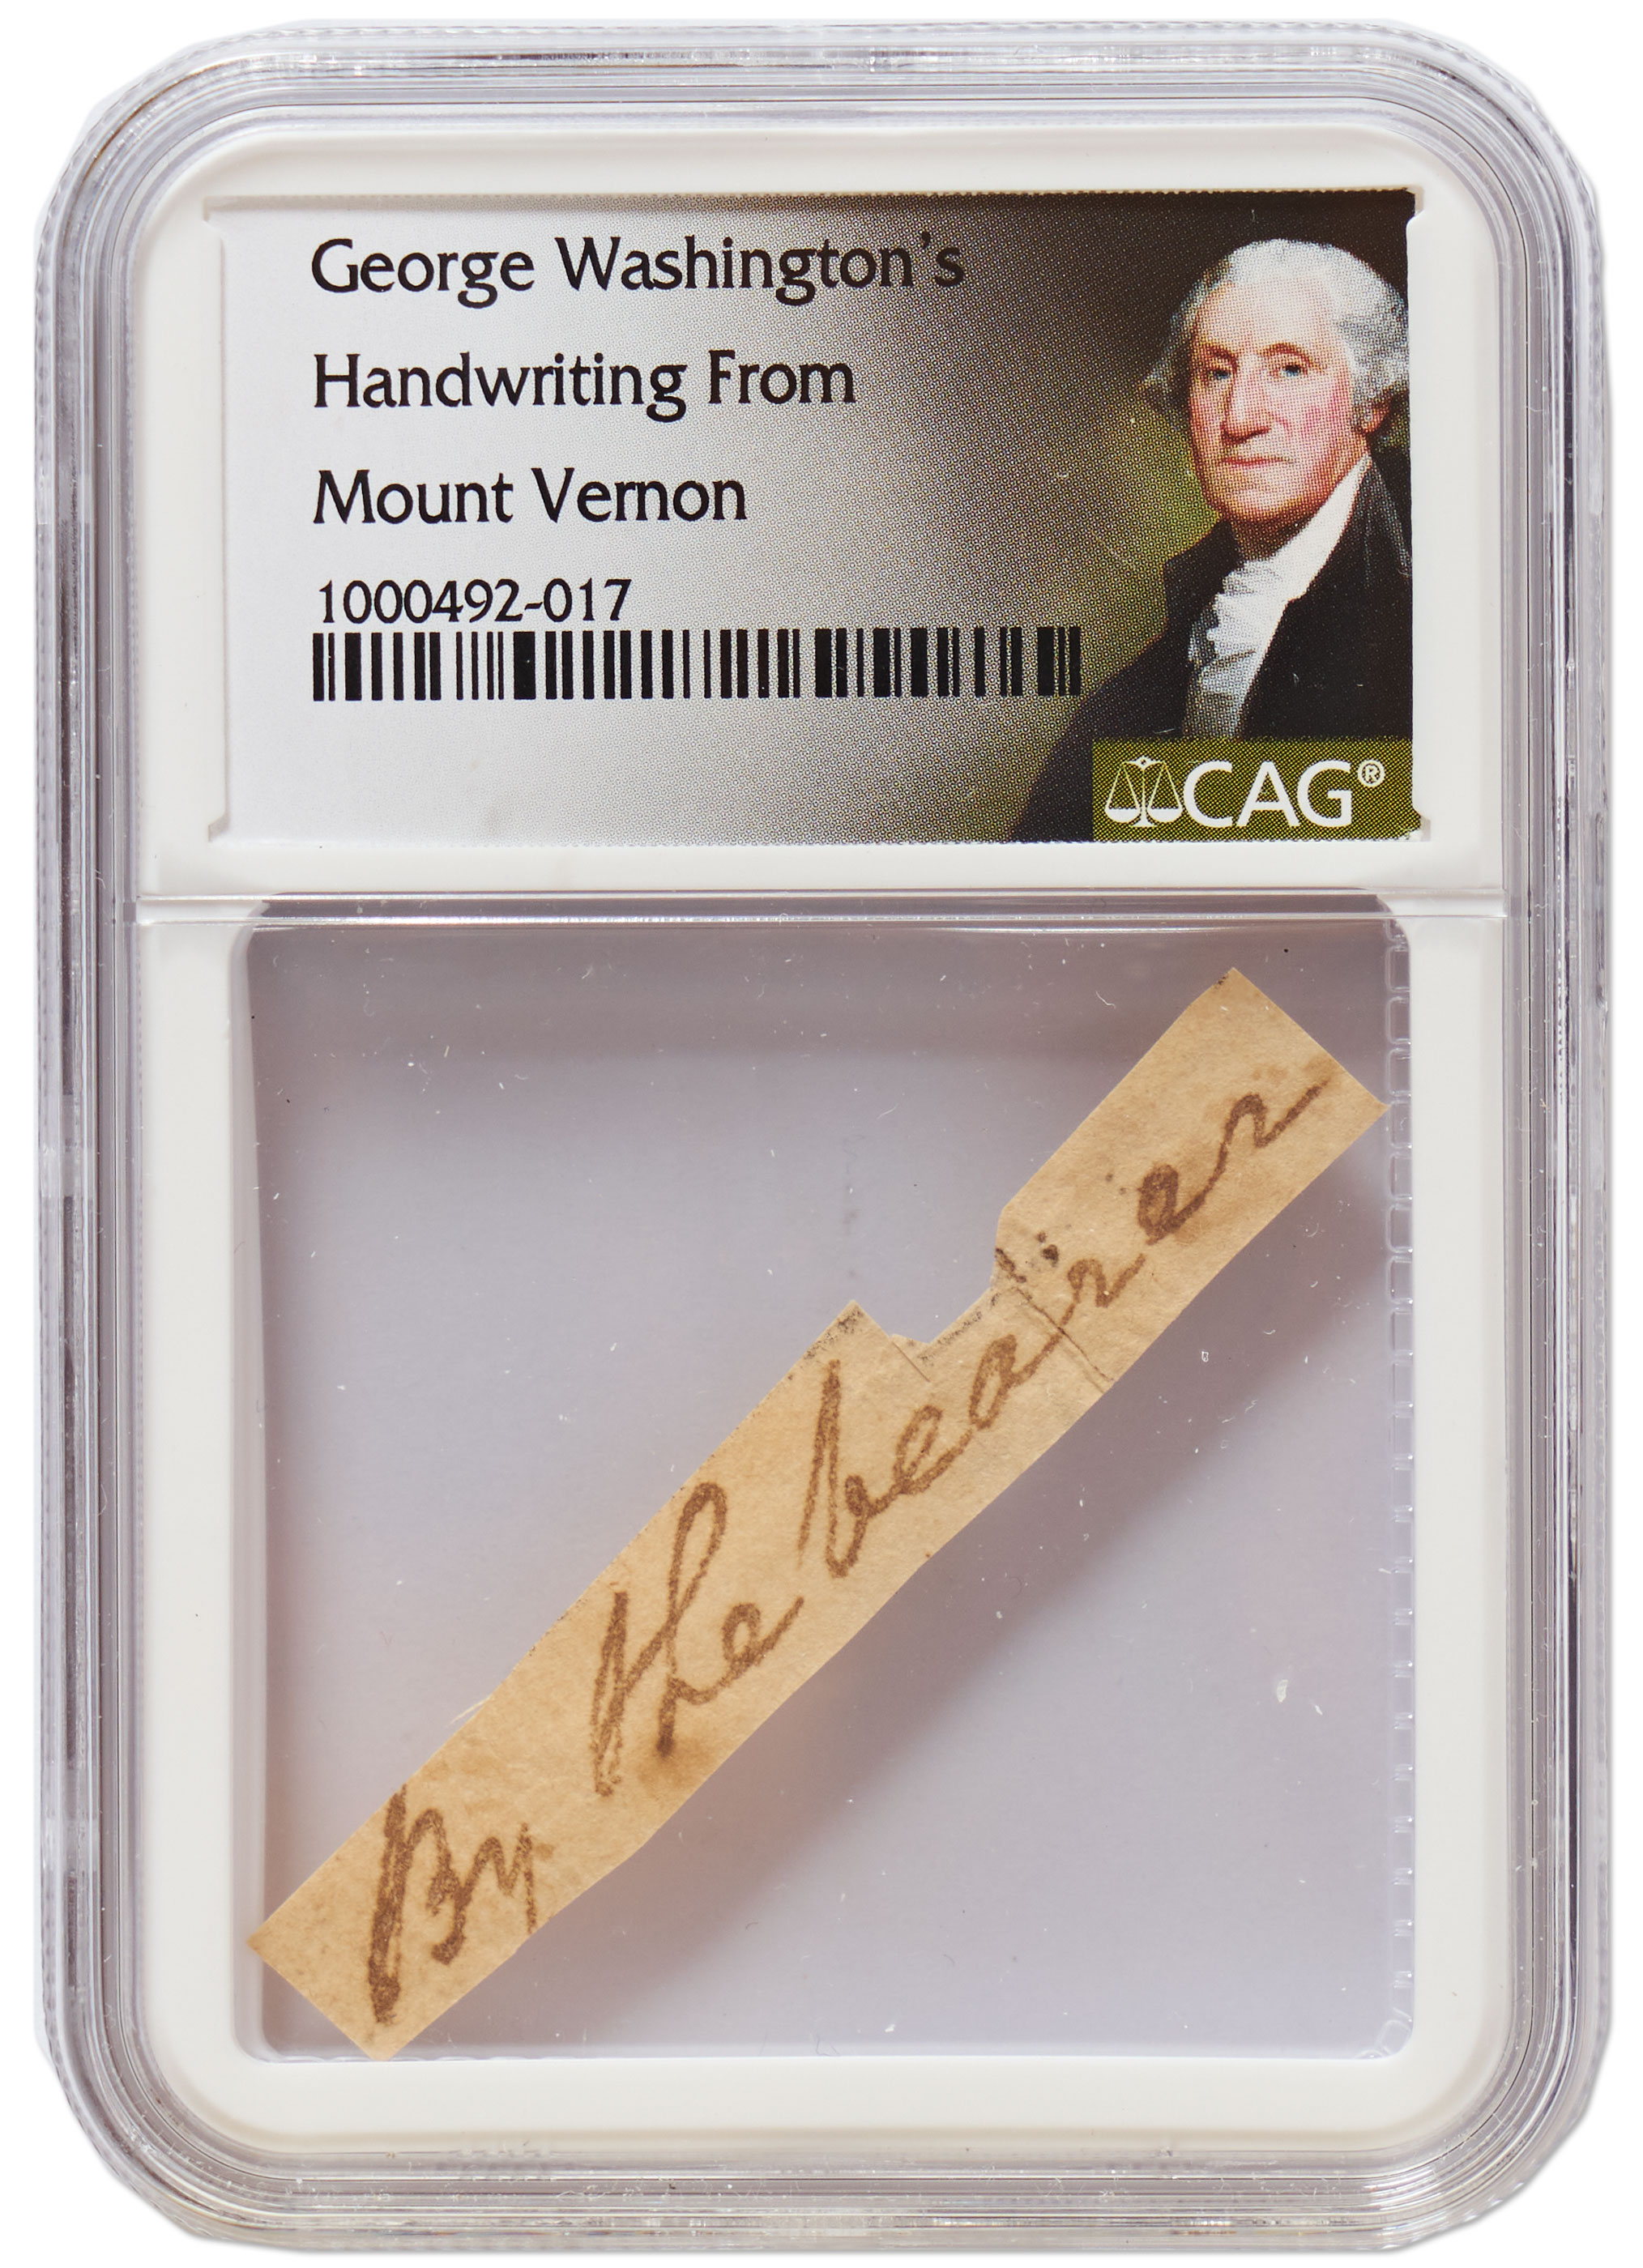 George Washington's
Handwriting From
Mount Vernon
1000492-017
CAG®
By the bearer